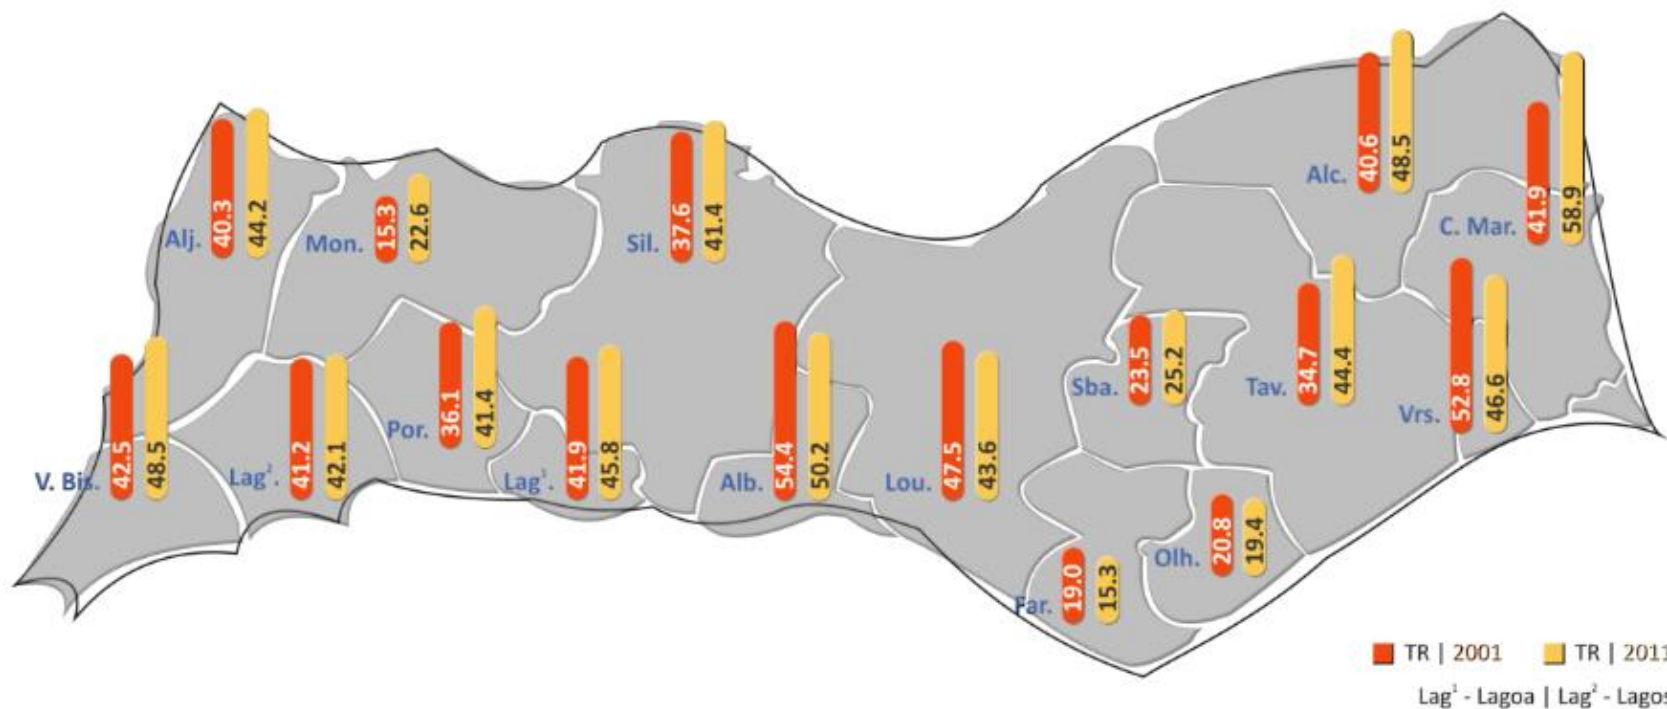 Alc.
40.6
48.5
C. Mar.
41.9
58.9
Alj.
40.3
44.2
Mon.
15.3
22.6
Sil.
37.6
41.4
V. Bis.
42.5
48.5
Lag².
41.2
42.1
Por.
36.1
41.4
Lag¹.
41.9
45.8
Alb.
54.4
50.2
Lou.
47.5
43.6
Sba.
23.5
25.2
Tav.
34.7
44.4
Vrs.
52.8
46.6
Far.
19.0
15.3
Olh.
20.8
19.4
TR | 2001
TR | 2011
Lag¹ - Lagoa | Lag² - Lagos